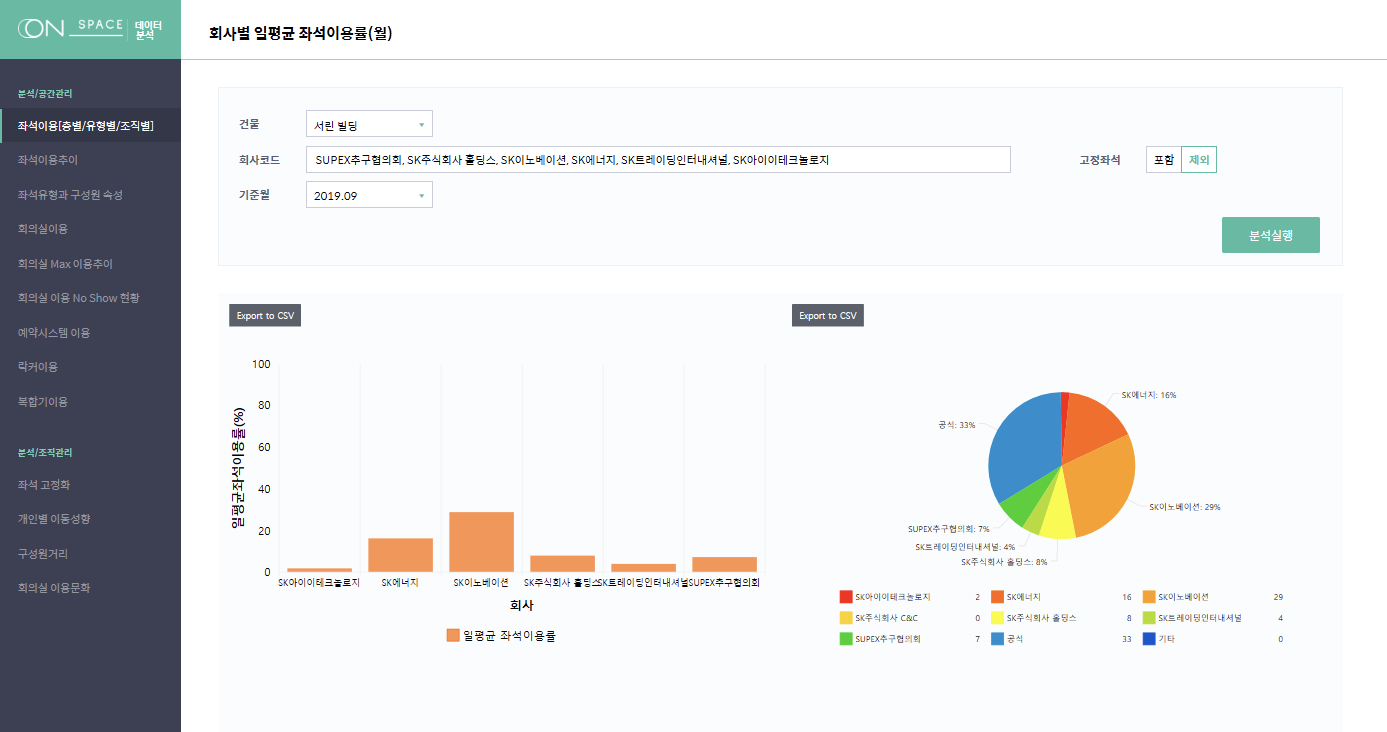 ON SPACE 데이터
분석
회사별 일평균 좌석이용률(월)
분석/공간관리
좌석이용[층별/유형별/조직별]
좌석이용추이
좌석유형과 구성원 속성
회의실이용
회의실 Max 이용추이
회의실 이용 No Show 현황
예약시스템 이용
락커이용
복합기이용
분석/조직관리
좌석 고정화
개인별 이동성향
구성원거리
회의실 이용문화
건물 서린 빌딩
회사코드 SUPEX추구협의회, SK주식회사 홀딩스, SK이노베이션, SK에너지, SK트레이딩인터내셔널, SK아이이테크놀로지 고정좌석 포함 제외
기준월 2019.09
분석실행
Export to CSV
100
80
60
40
20
0
일평균좌석이용률(%)
SK아이이테크놀로지 SK에너지 SK이노베이션 SK주식회사 홀딩스 SK트레이딩인터내셔널 SUPEX추구협의회
회사
일평균 좌석이용률
Export to CSV
SK에너지: 16%
공식: 33%
SK이노베이션: 29%
SUPEX추구협의회: 7%
SK트레이딩인터내셔널: 4%
SK주식회사 홀딩스: 8%
SK아이이테크놀로지 2 SK에너지 16 SK이노베이션 29
SK주식회사 C&C 0 SK주식회사 홀딩스 8 SK트레이딩인터내셔널 4
SUPEX추구협의회 7 공식 33 기타 0